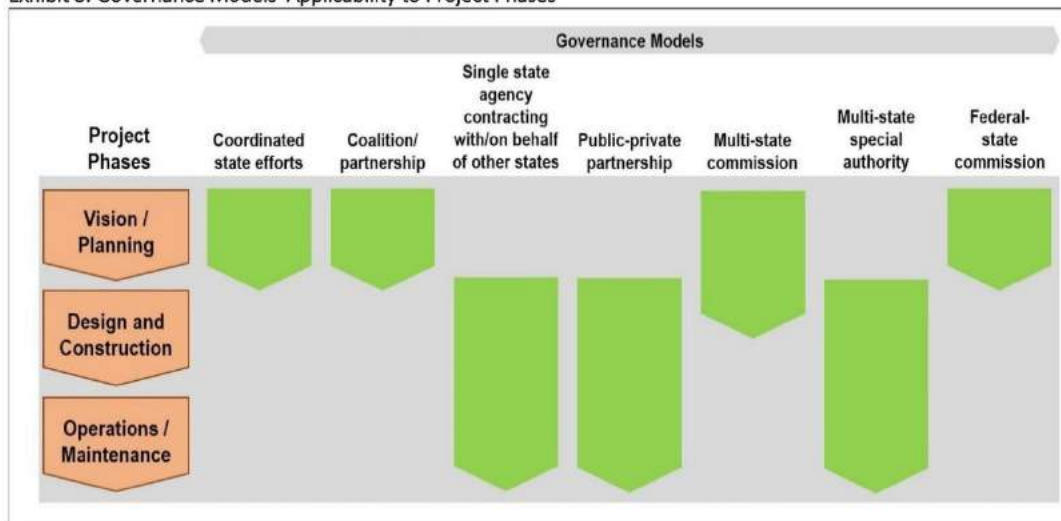 Governance Models
Project
Phases
Coordinated
state efforts
Coalition/
partnership
Single state
agency
contracting
with/on behalf
of other states
Public-private
partnership
Multi-state
commission
Multi-state
special
authority
Federal-
state
commission
Vision /
Planning
Design and
Construction
Operations /
Maintenance